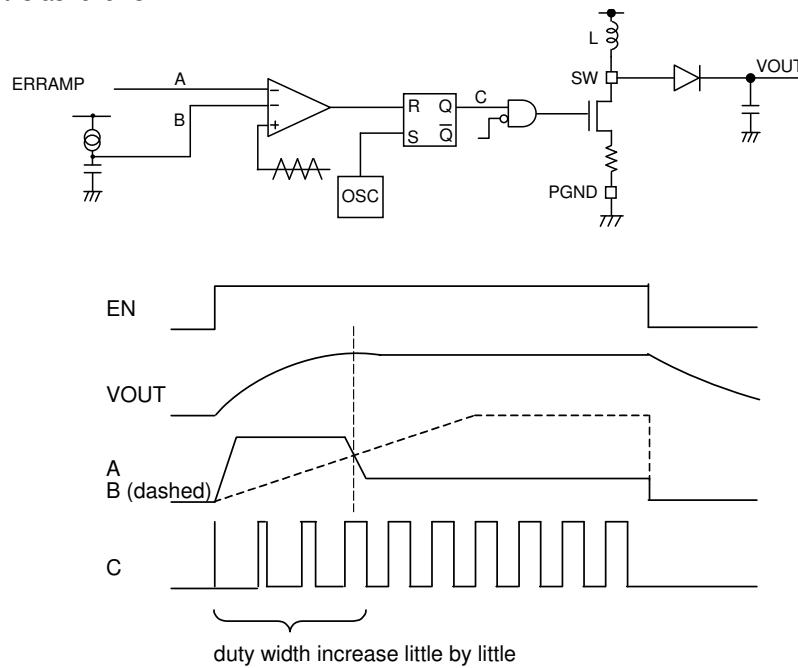 L
ERRAMP
A
SW
VOUT
B
R Q
C
S Q
OSC
PGND
EN
VOUT
A
B (dashed)
C
duty width increase little by little